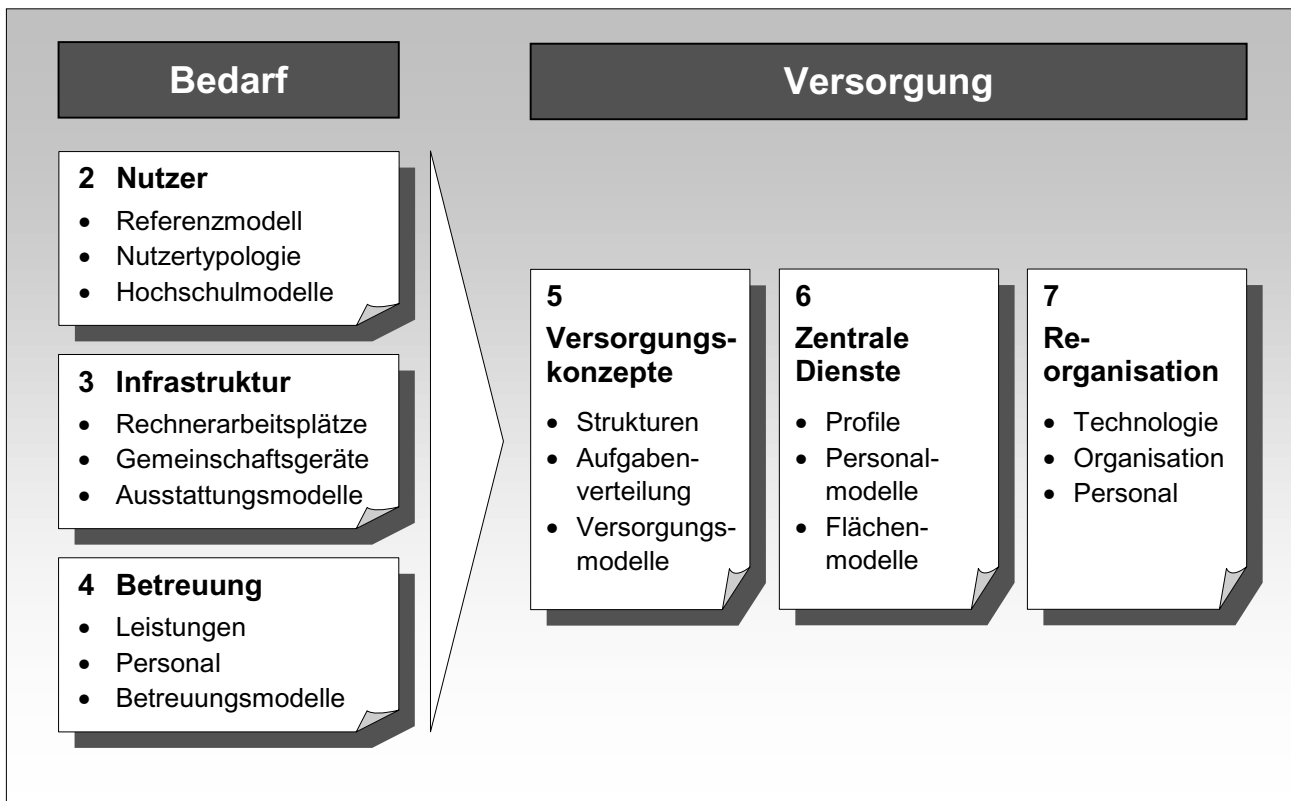 Bedarf
Versorgung
2 Nutzer
• Referenzmodell
• Nutzertypologie
• Hochschulmodelle
3 Infrastruktur
• Rechnerarbeitsplätze
• Gemeinschaftsgeräte
• Ausstattungsmodelle
4 Betreuung
• Leistungen
• Personal
• Betreuungsmodelle
5
Versorgungs-
konzepte
• Strukturen
• Aufgaben-
verteilung
• Versorgungs-
modelle
6
Zentrale
Dienste
• Profile
• Personal-
modelle
• Flächen-
modelle
7
Re-
organisation
• Technologie
• Organisation
• Personal